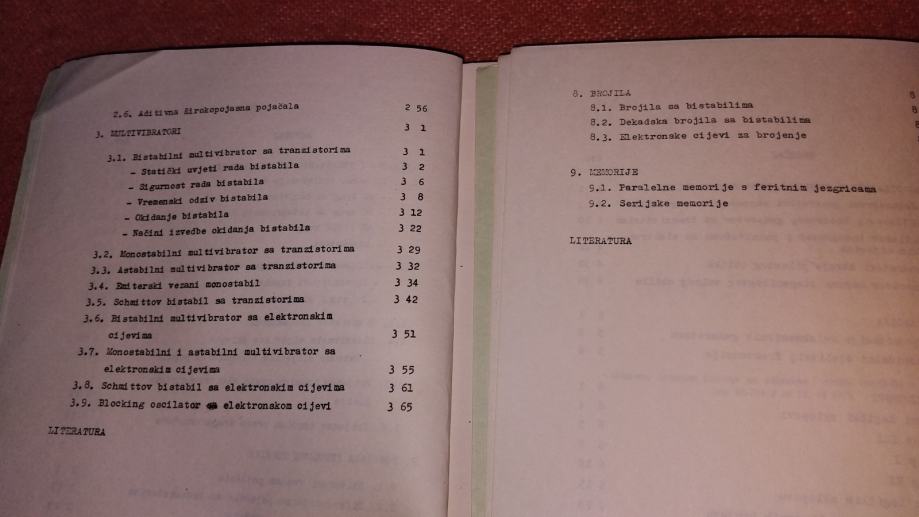 2.6. Aditivna širokopojasna pojačala 2 56
3. MULTIVIBRATORI 3 1
3.1. Bistabilni multivibrator sa tranzistorima 3 1
- Statički uvjeti rada bistabila 3 2
- Sigurnost rada bistabila 3 6
- Vremenski odziv bistabila 3 8
- Okidanje bistabila 3 12
- Načini izvedbe okidanja bistabila 3 22
3.2. Monostabilni multivibrator sa tranzistorima 3 29
3.3. Astabilni multivibrator sa tranzistorima 3 32
3.4. Emiterski vezani monostabil 3 34
3.5. Schmittov bistabil sa tranzistorima 3 42
3.6. Bistabilni multivibrator sa elektronskim
cijevima 3 51
3.7. Monostabilni i astabilni multivibrator sa
elektronskim cijevima 3 55
3.8. Schmittov bistabil sa elektronskim cijevima 3 61
3.9. Blocking oscilator elektronskom cijevi 3 65
LITERATURA
8. BROJILA 8
8.1. Brojila sa bistabilima 8
8.2. Dekadska brojila sa bistabilima 8
8.3. Elektronske cijevi za brojenje
9. MEMORIJE
9.1. Paralelne memorije s feritnim jezgricama
9.2. Serijske memorije
LITERATURA